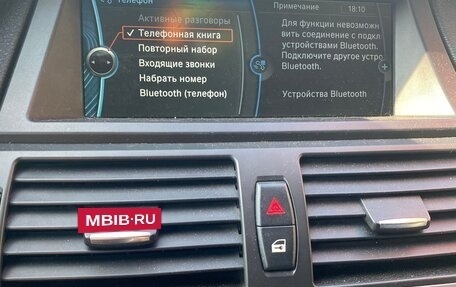 Телефон
Активные разговоры
✓ Телефонная книга
Повторный набор
Входящие звонки
Набрать номер
Bluetooth (телефон)
Примечание 18:10
Для функции невозможн
вить соединение с подкл
устройствами Bluetooth.
Подключите другое устро
Bluetooth.
Устройства Bluetooth
MBIB·RU